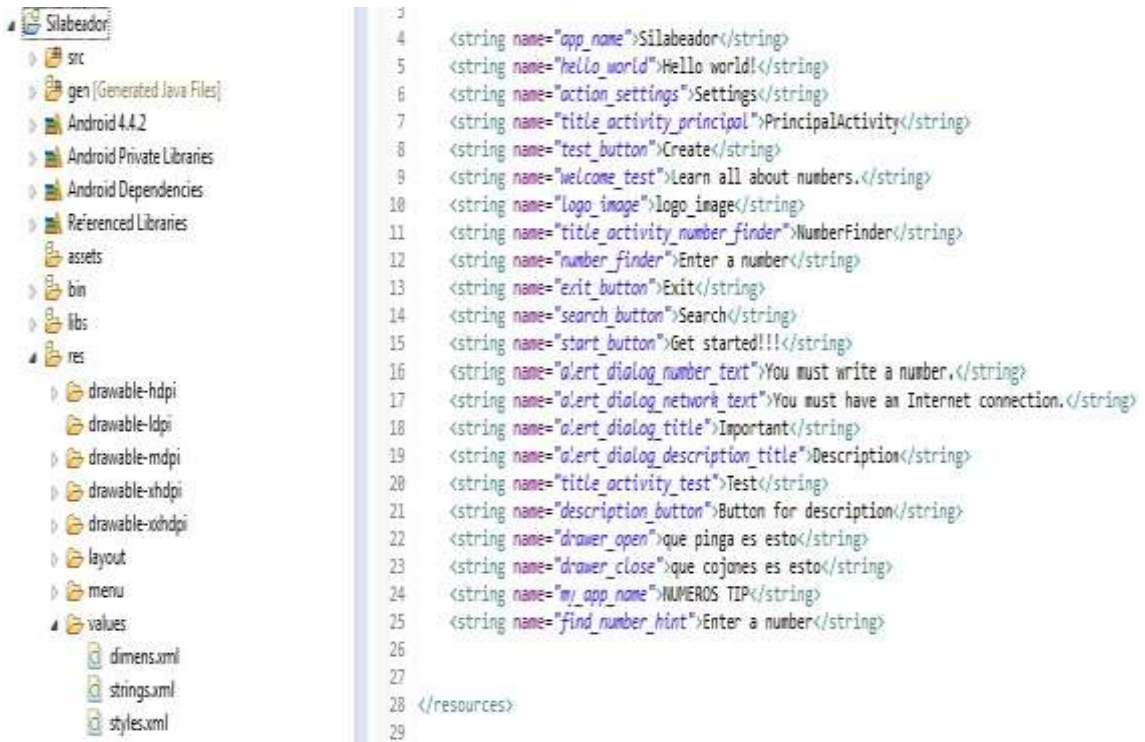 Silabeador
src
gen [Generated Java Files]
Android 4.4.2
Android Private Libraries
Android Dependencies
Referenced Libraries
assets
bin
libs
res
drawable-hdpi
drawable-ldpi
drawable-mdpi
drawable-xhdpi
drawable-xxhdpi
layout
menu
values
dimens.xml
strings.xml
styles.xml
3
4 <string name="app_name">Silabeador</string>
5 <string name="hello_world">Hello world!</string>
6 <string name="action_settings">Settings</string>
7 <string name="title_activity_principal">PrincipalActivity</string>
8 <string name="test_button">Create</string>
9 <string name="welcome_test">Learn all about numbers.</string>
10 <string name="logo_image">logo_image</string>
11 <string name="title_activity_number_finder">NumberFinder</string>
12 <string name="number_finder">Enter a number</string>
13 <string name="exit_button">Exit</string>
14 <string name="search_button">Search</string>
15 <string name="start_button">Get started!!!</string>
16 <string name="alert_dialog_number_text">You must write a number.</string>
17 <string name="alert_dialog_network_text">You must have an Internet connection.</string>
18 <string name="alert_dialog_title">Important</string>
19 <string name="alert_dialog_description_title">Description</string>
20 <string name="title_activity_test">Test</string>
21 <string name="description_button">Button for description</string>
22 <string name="drawer_open">que pinga es esto</string>
23 <string name="drawer_close">que cojones es esto</string>
24 <string name="my_app_name">NUMEROS TIP</string>
25 <string name="find_number_hint">Enter a number</string>
26
27
28 </resources>
29